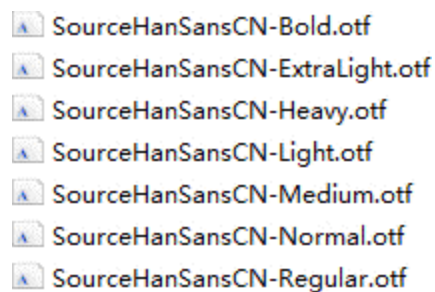 SourceHanSansCN-Bold.otf
SourceHanSansCN-ExtraLight.otf
SourceHanSansCN-Heavy.otf
SourceHanSansCN-Light.otf
SourceHanSansCN-Medium.otf
SourceHanSansCN-Normal.otf
SourceHanSansCN-Regular.otf